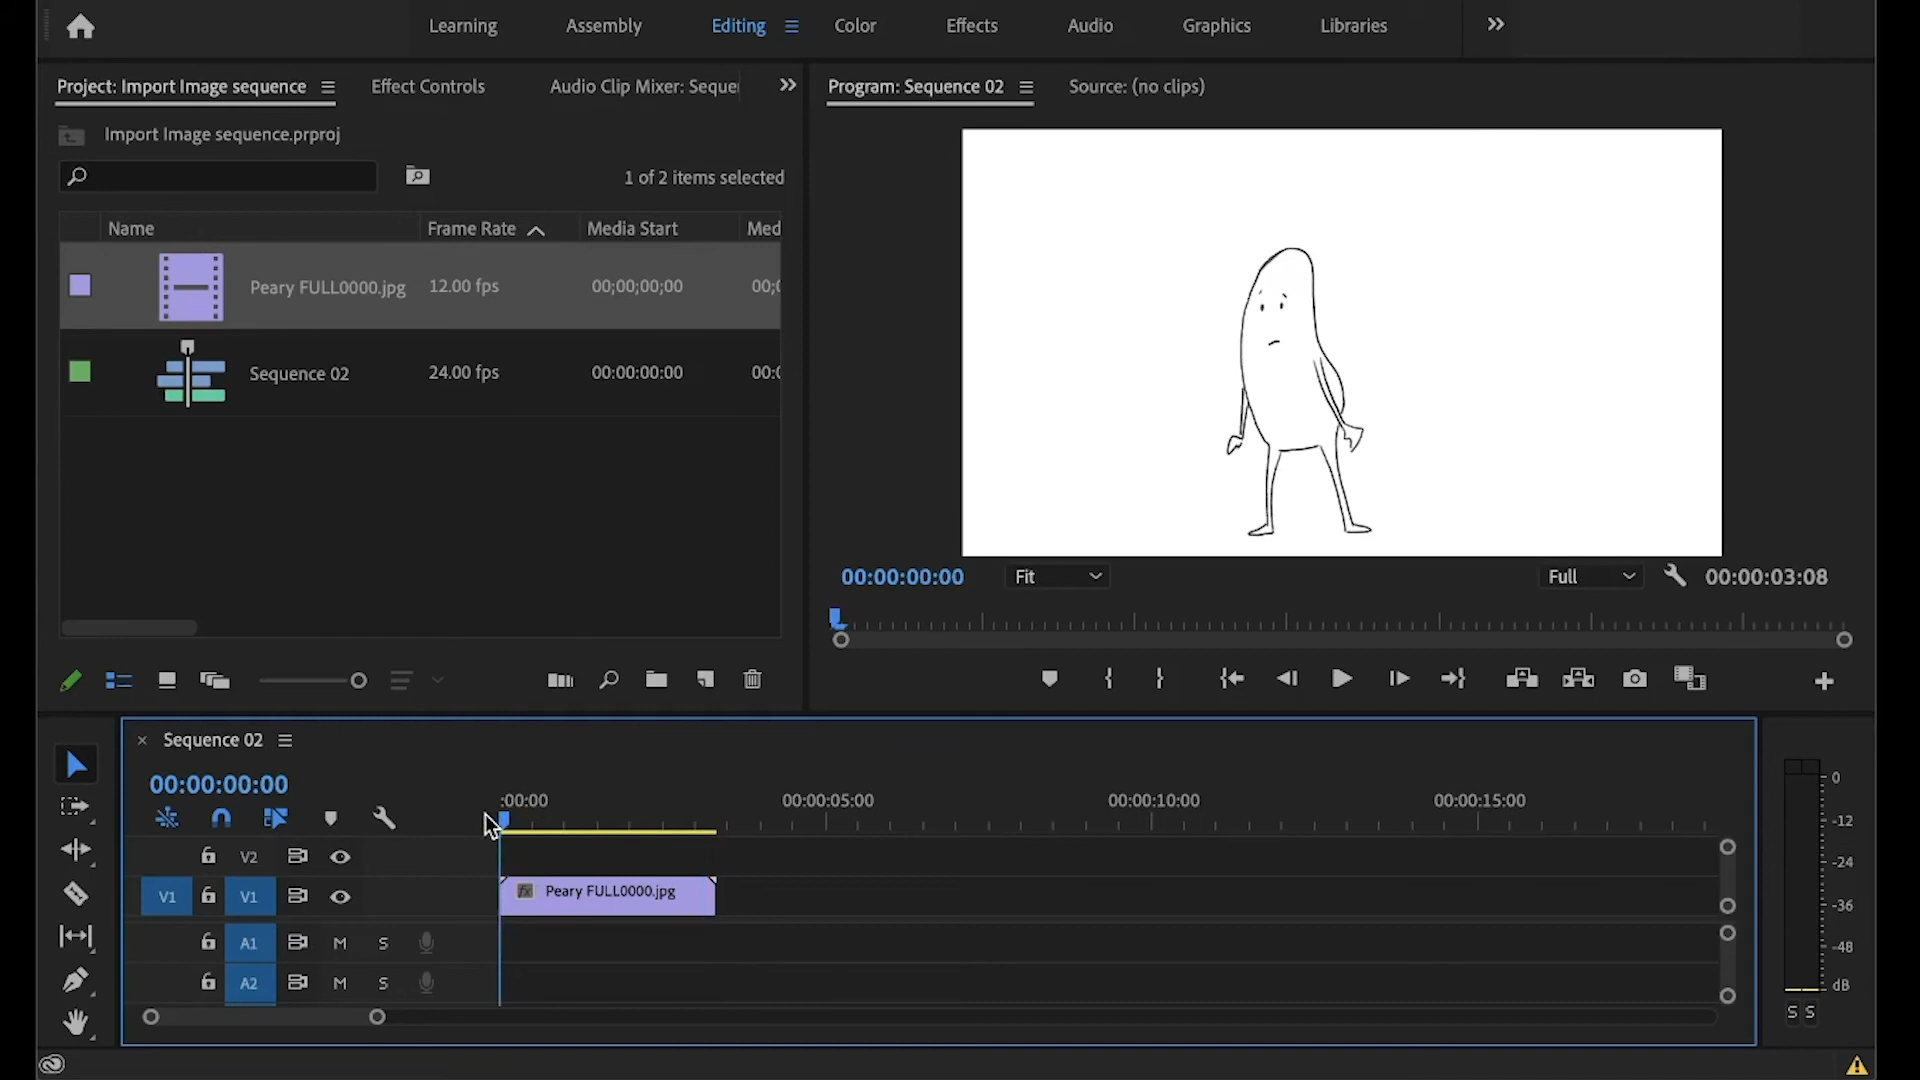 Learning Assembly Editing Color Effects Audio Graphics Libraries
Project: Import Image sequence Effect Controls Audio Clip Mixer: Seque
Program: Sequence 02 Source: (no clips)
Import Image sequence.prproj
1 of 2 items selected
Name Frame Rate Media Start Med
Peary FULL0000.jpg 12.00 fps 00;00;00;00 00;
Sequence 02 24.00 fps 00:00:00:00 00:
00:00:00:00 Fit Full 00:00:03:08
Sequence 02
00:00:00:00
:00:00 00:00:05:00 00:00:10:00 00:00:15:00
V2
V1 V1 Peary FULL0000.jpg
fx
A1 M S
A2 M S
0
-12
-24
-36
-48
dB
S S